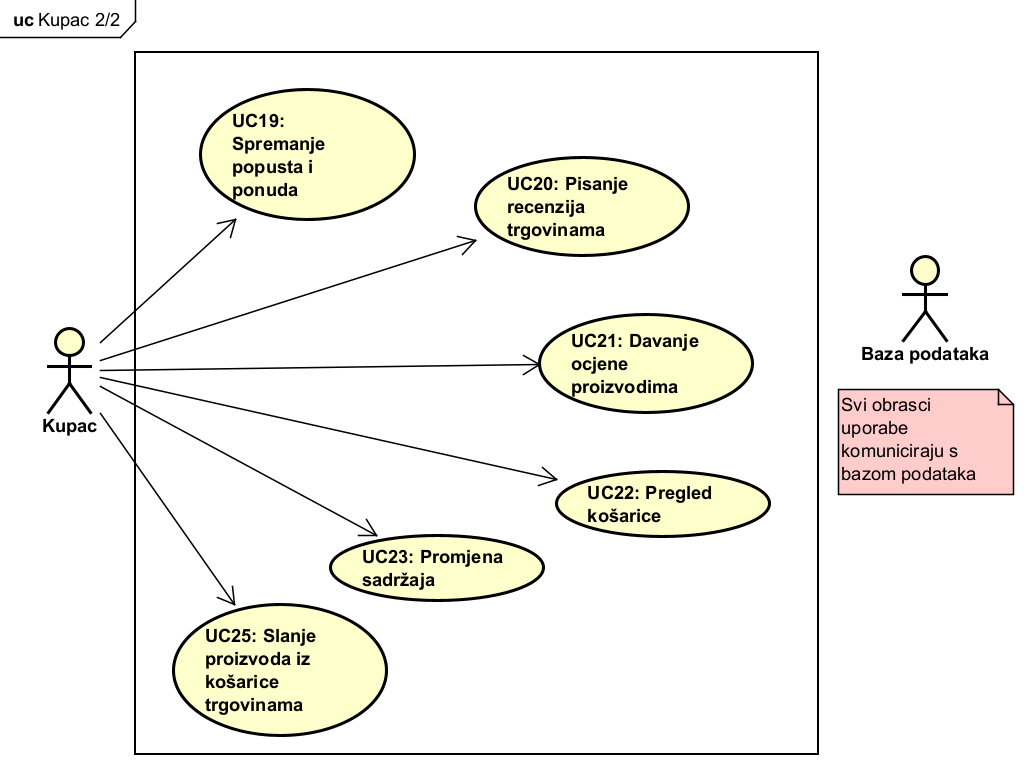 uc Kupac 2/2
UC19:
Spremanje
popusta i
ponuda
UC20: Pisanje
recenzija
trgovinama
UC21: Davanje
ocjene
proizvodima
UC22: Pregled
košarice
UC23: Promjena
sadržaja
UC25: Slanje
proizvoda iz
košarice
trgovinama
Kupac
Baza podataka
Svi obrasci
uporabe
komuniciraju s
bazom podataka